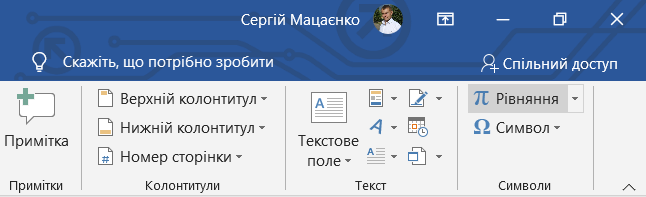 Сергій Мацаєнко
Скажіть, що потрібно зробити
Спільний доступ
Примітка
Примітки
Верхній колонтитул
Нижній колонтитул
Номер сторінки
Колонтитули
Текстове
поле
Текст
Рівняння
Символ
Символи